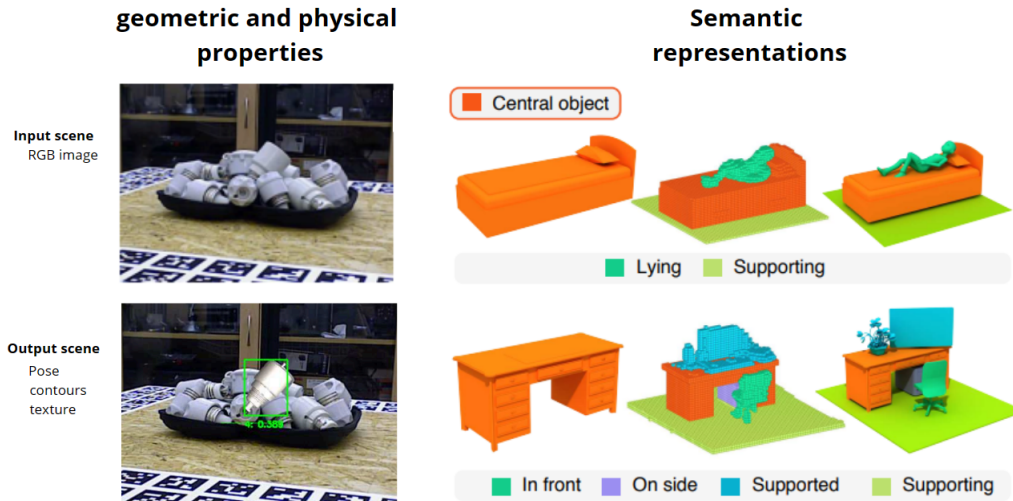 geometric and physical
properties
Semantic
representations
Input scene
RGB image
Central object
Lying
Supporting
Output scene
Pose
contours
texture
In front
On side
Supported
Supporting